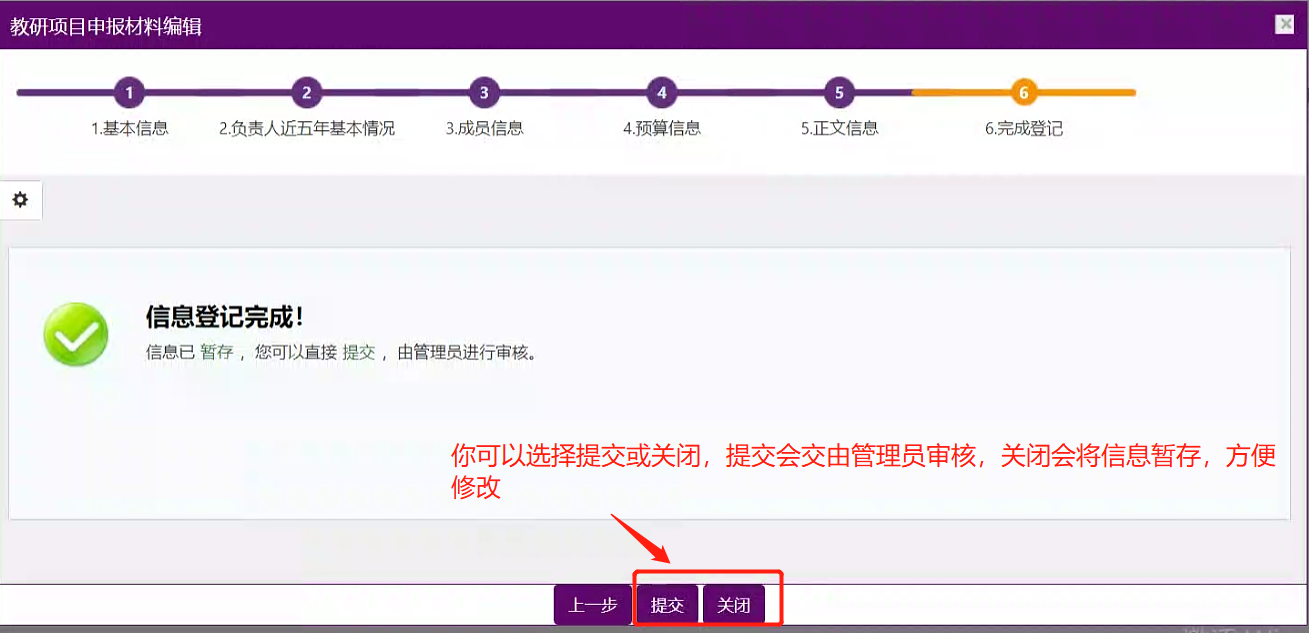 教研项目申报材料编辑
1 2 3 4 5 6
1.基本信息 2.负责人近五年基本情况 3.成员信息 4.预算信息 5.正文信息 6.完成登记
信息登记完成！
信息已 暂存 ，您可以直接 提交 ，由管理员进行审核。
你可以选择提交或关闭，提交会交由管理员审核，关闭会将信息暂存，方便
修改
上一步 提交 关闭